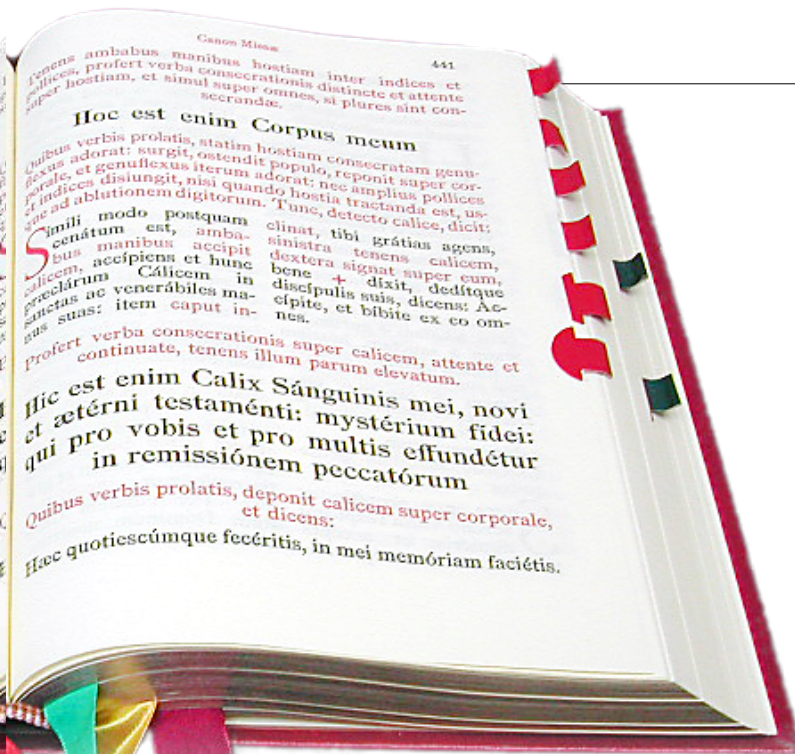 Canon Missæ
441
Tenens ambabus manibus hostiam inter indices et
pollices, profert verba consecrationis distincte et attente
super hostiam, et simul super omnes, si plures sint con-
secrandæ.
Hoc est enim Corpus meum
Quibus verbis prolatis, statim hostiam consecratam genu-
flexus adorat: surgit, ostendit populo, reponit super cor-
porale, et genuflexus iterum adorat: nec amplius pollices
et indices disiungit, nisi quando hostia tractanda est, us-
que ad ablutionem digitorum. Tunc, detecto calice, dicit:
Simili modo postquam
cenátum est, amba-
bus manibus accipit
calicem, accípiens et hunc
præclárum Cálicem in
sanctas ac venerábiles ma-
nus suas: item caput in-
clinat, tibi grátias agens,
sinistra tenens calicem,
dextera signat super eum,
bene + dixit, dedítque
discípulis suis, dicens: Ac-
cípite, et bíbite ex eo om-
nes.
Profert verba consecrationis super calicem, attente et
continuate, tenens illum parum elevatum.
Hic est enim Calix Sánguinis mei, novi
et ætérni testaménti: mystérium fidei:
qui pro vobis et pro multis effundétur
in remissiónem peccatórum
Quibus verbis prolatis, deponit calicem super corporale,
et dicens:
Hæc quotiescúmque fecéritis, in mei memóriam faciétis.